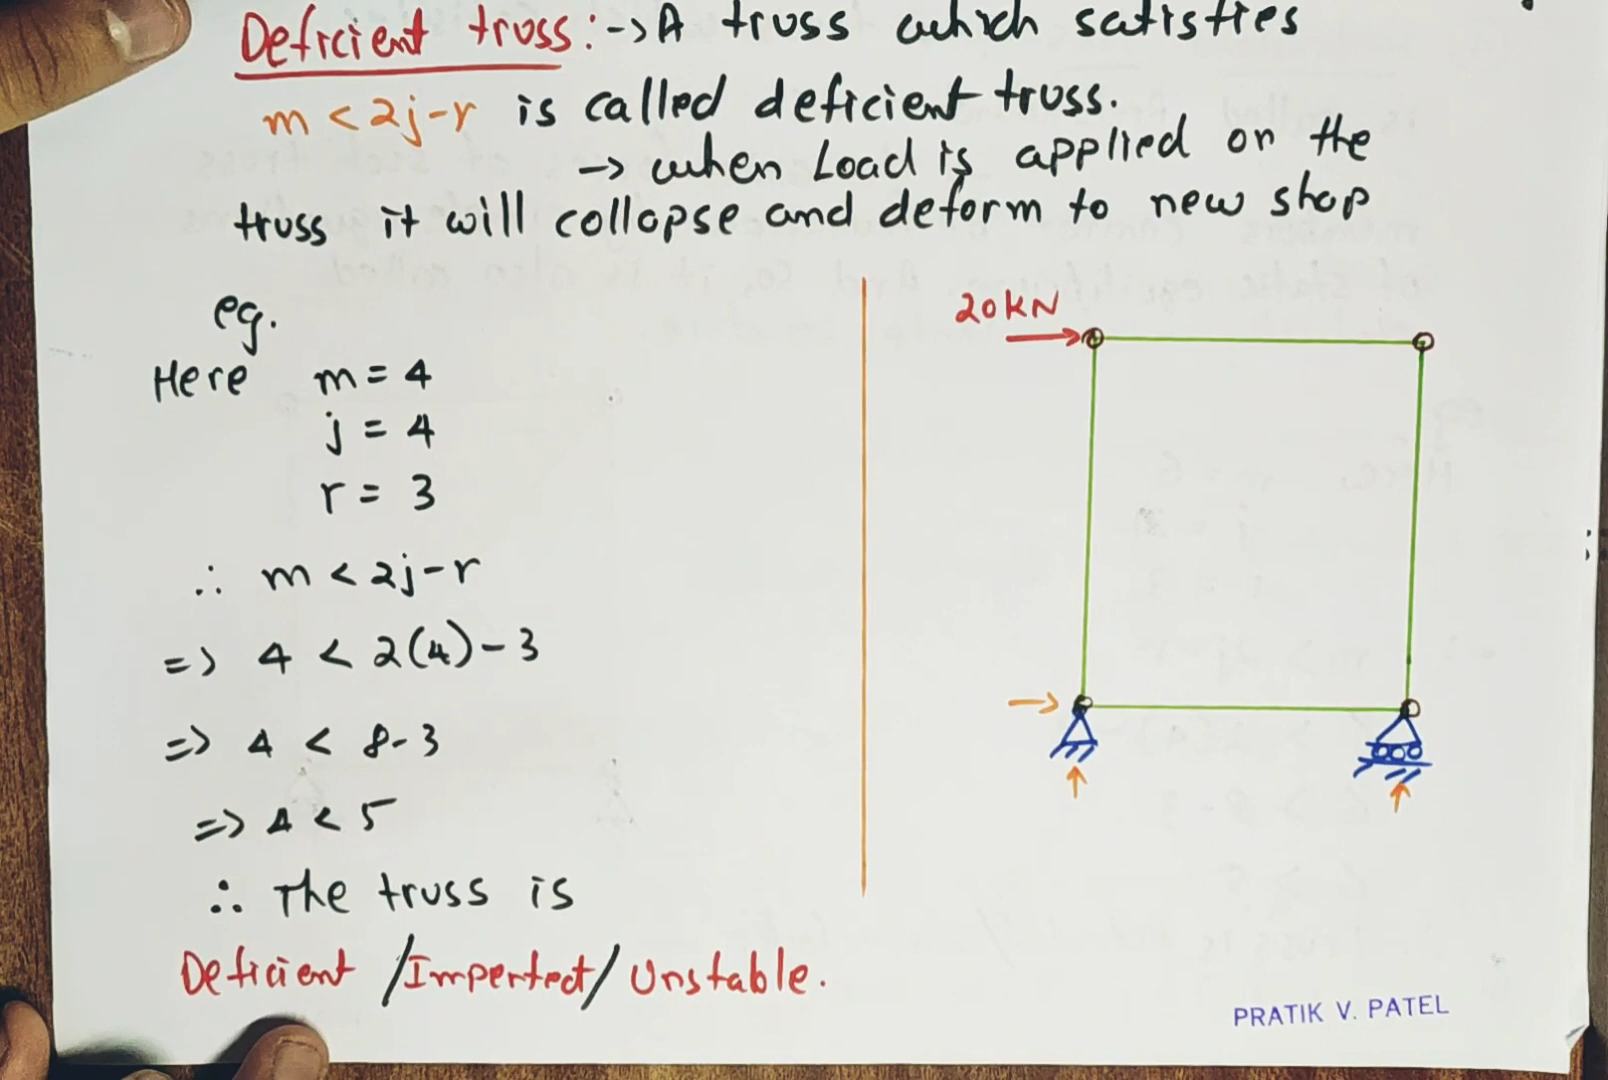 Deficient truss :-> A truss which satisfies
m < 2j-r is called deficient truss.
-> when Load is applied on the
truss it will collapse and deform to new shap
eg.
Here m = 4
j = 4
r = 3
∴ m < 2j-r
=> 4 < 2(4)-3
=> 4 < 8-3
=> 4 < 5
∴ The truss is
Deficient /Imperfect/ Unstable.
20KN
PRATIK V. PATEL